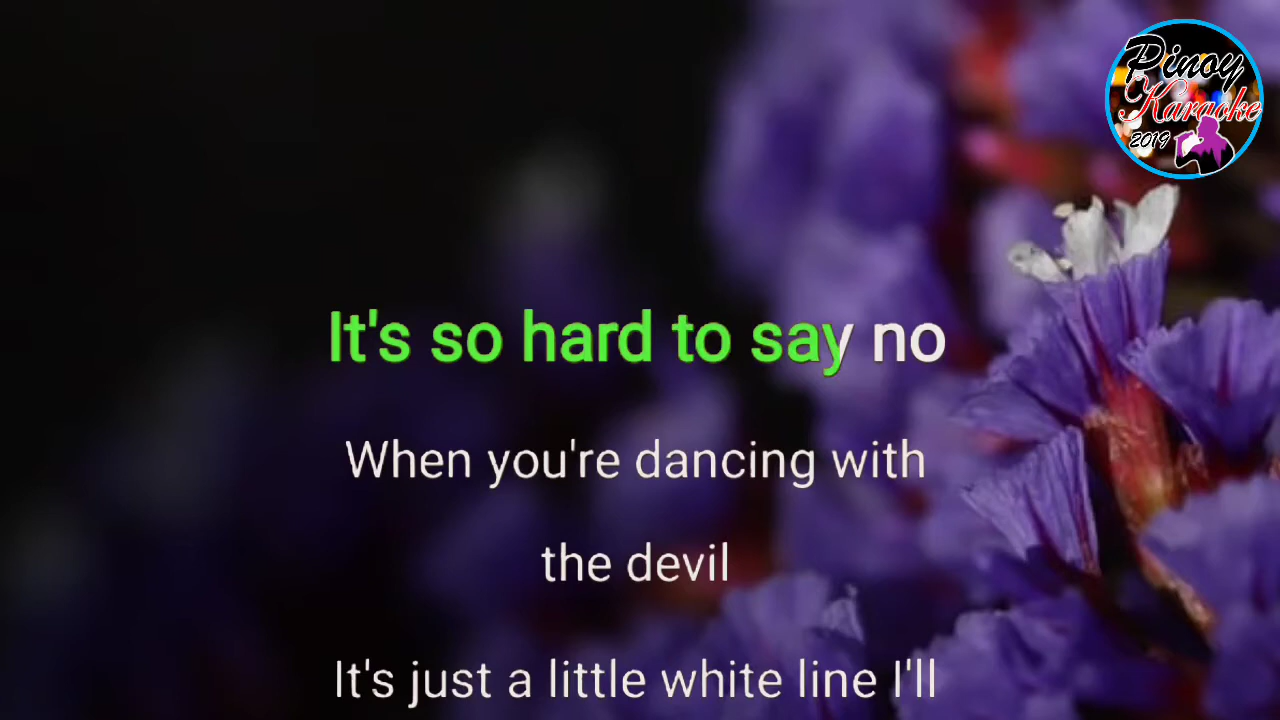 Pinoy
Karaoke
2019
It's so hard to say no
When you're dancing with
the devil
It's just a little white line I'll